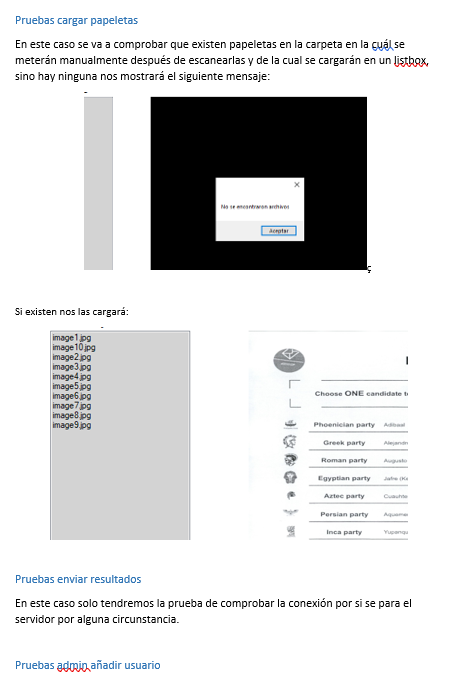 Pruebas cargar papeletas
En este caso se va a comprobar que existen papeletas en la carpeta en la cuál se
meterán manualmente después de escanearlas y de la cual se cargarán en un listbox,
sino hay ninguna nos mostrará el siguiente mensaje:
No se encontraron archivos
Aceptar
ç
Si existen nos las cargará:
image1.jpg
image10.jpg
image2.jpg
image3.jpg
image4.jpg
image5.jpg
image6.jpg
image7.jpg
image8.jpg
image9.jpg
Choose ONE candidate
Phoenician party
Greek party
Roman party Augusto
Egyptian party
Aztec party
Persian party
Inca party
Pruebas enviar resultados
En este caso solo tendremos la prueba de comprobar la conexión por si se para el
servidor por alguna circunstancia.
Pruebas admin añadir usuario